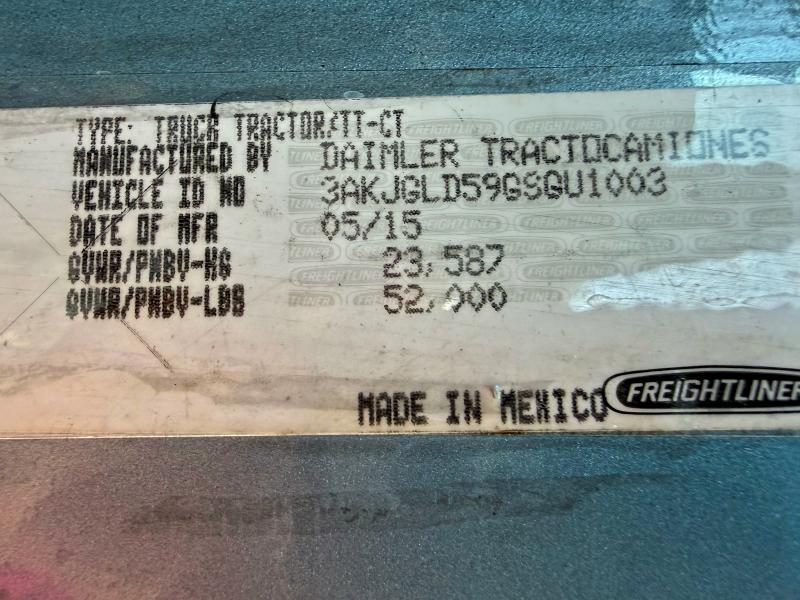 TYPE: TRUCK TRACTOR/TT-CT
MANUFACTURED BY DAIMLER TRACTOCAMIONES
VEHICLE ID NO 3AKJGLD59GSGU1003
DATE OF MFR 05/15
GVWR/PNBV-KG 23,587
GVWR/PNBV-LBS 52,000
MADE IN MEXICO FREIGHTLINER